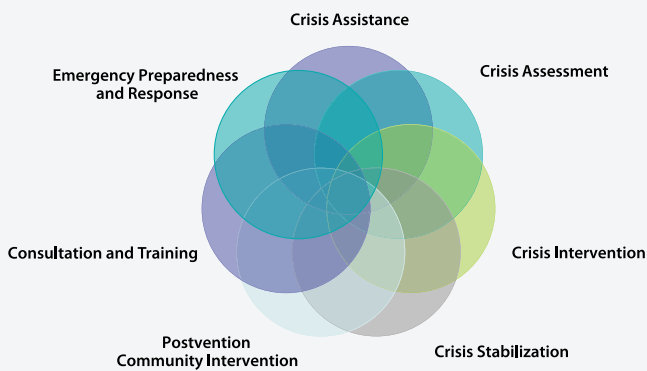 Crisis Assistance
Emergency Preparedness
and Response
Crisis Assessment
Consultation and Training
Crisis Intervention
Postvention
Community Intervention
Crisis Stabilization